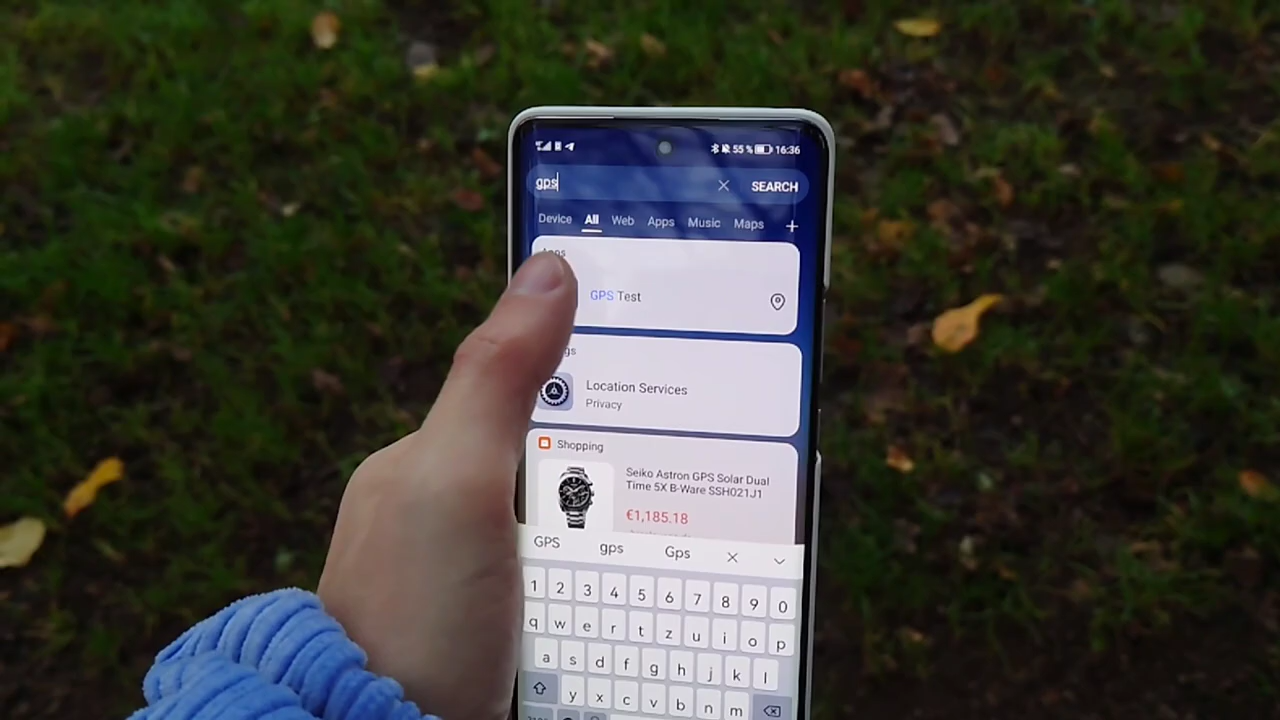 55 % 16:36
gps SEARCH
Device All Web Apps Music Maps +
GPS Test
Location Services
Privacy
Shopping
Seiko Astron GPS Solar Dual
Time 5X B-Ware SSH021J1
€1,185.18
GPS gps Gps
1 2 3 4 5 6 7 8 9 0
q w e r t z u i o p
a s d f g h j k l
y x c v b n m